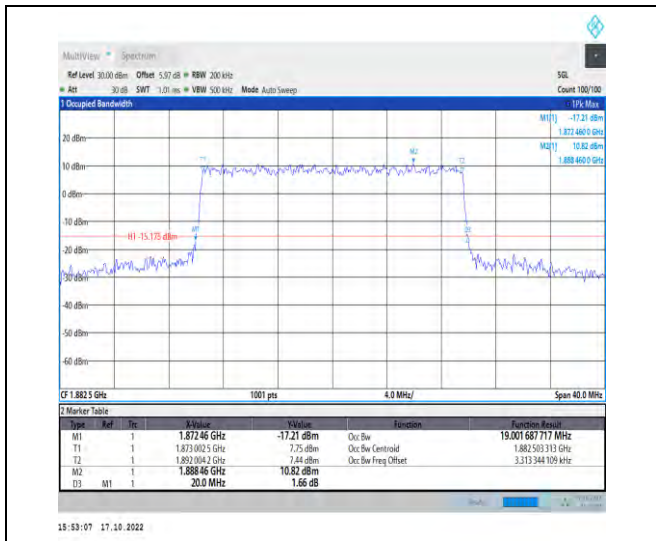 MultiView Spectrum
Ref Level 30.00 dBm Offset 5.97 dB RBW 200 kHz SGL
Att 30 dB SWT 1.01 ms VBW 500 kHz Mode Auto Sweep Count 100/100
1 Occupied Bandwidth 1Pk Max
M1[1] -17.21 dBm
1.872 460 0 GHz
M2[1] 10.82 dBm
1.888 460 0 GHz
20 dBm
10 dBm
0 dBm
-10 dBm
-20 dBm
-30 dBm
-40 dBm
-50 dBm
-60 dBm
M2
M1
H1 -15.175 dBm
CF 1.882 5 GHz 1001 pts 4.0 MHz/ Span 40.0 MHz
2 Marker Table
Type Ref Trc X-Value Y-Value Function Function Result
M1 1 1.872 46 GHz -17.21 dBm Occ Bw 19.001 687 717 MHz
T1 1 1.873 002 5 GHz 7.75 dBm Occ Bw Centroid 1.882 503 313 GHz
T2 1 1.892 004 2 GHz 7.44 dBm Occ Bw Freq Offset 3.313 344 109 kHz
M2 1 1.888 46 GHz 10.82 dBm
D3 M1 1 20.0 MHz 1.66 dB
15:53:07 17.10.2022